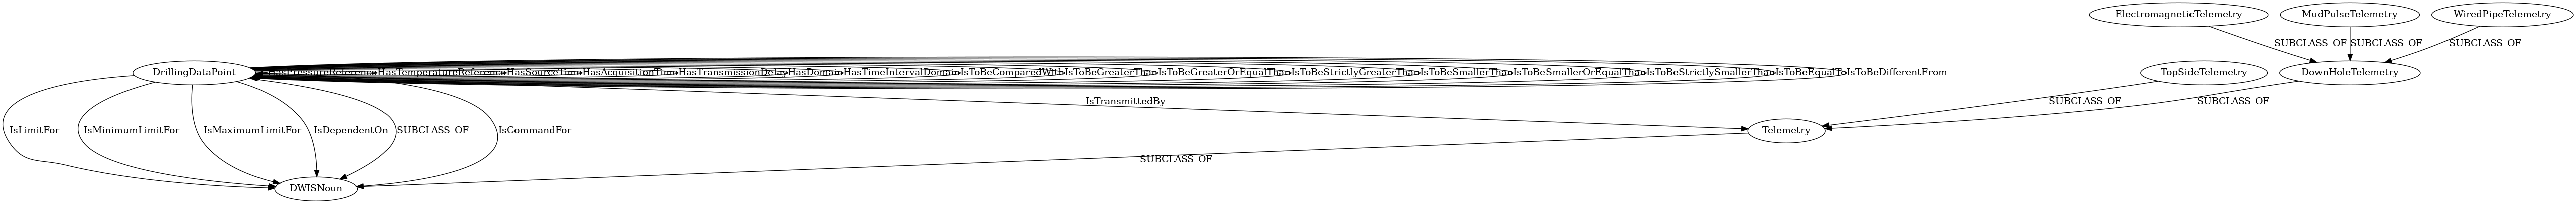 ElectromagneticTelemetry MudPulseTelemetry WiredPipeTelemetry
SUBCLASS_OF SUBCLASS_OF SUBCLASS_OF
DrillingDataPoint HasPressureReference HasTemperatureReference HasSourceTime HasAcquisitionTime HasTransmissionDelay HasDomain HasTimeIntervalDomain IsToBeComparedWith IsToBeGreaterThan IsToBeGreaterOrEqualThan IsToBeStrictlyGreaterThan IsToBeSmallerThan IsToBeSmallerOrEqualThan IsToBeStrictlySmallerThan IsToBeEqualTo IsToBeDifferentFrom TopSideTelemetry DownHoleTelemetry
IsTransmittedBy SUBCLASS_OF SUBCLASS_OF
IsLimitFor IsMinimumLimitFor IsMaximumLimitFor IsDependentOn SUBCLASS_OF IsCommandFor Telemetry
SUBCLASS_OF
DWISNoun